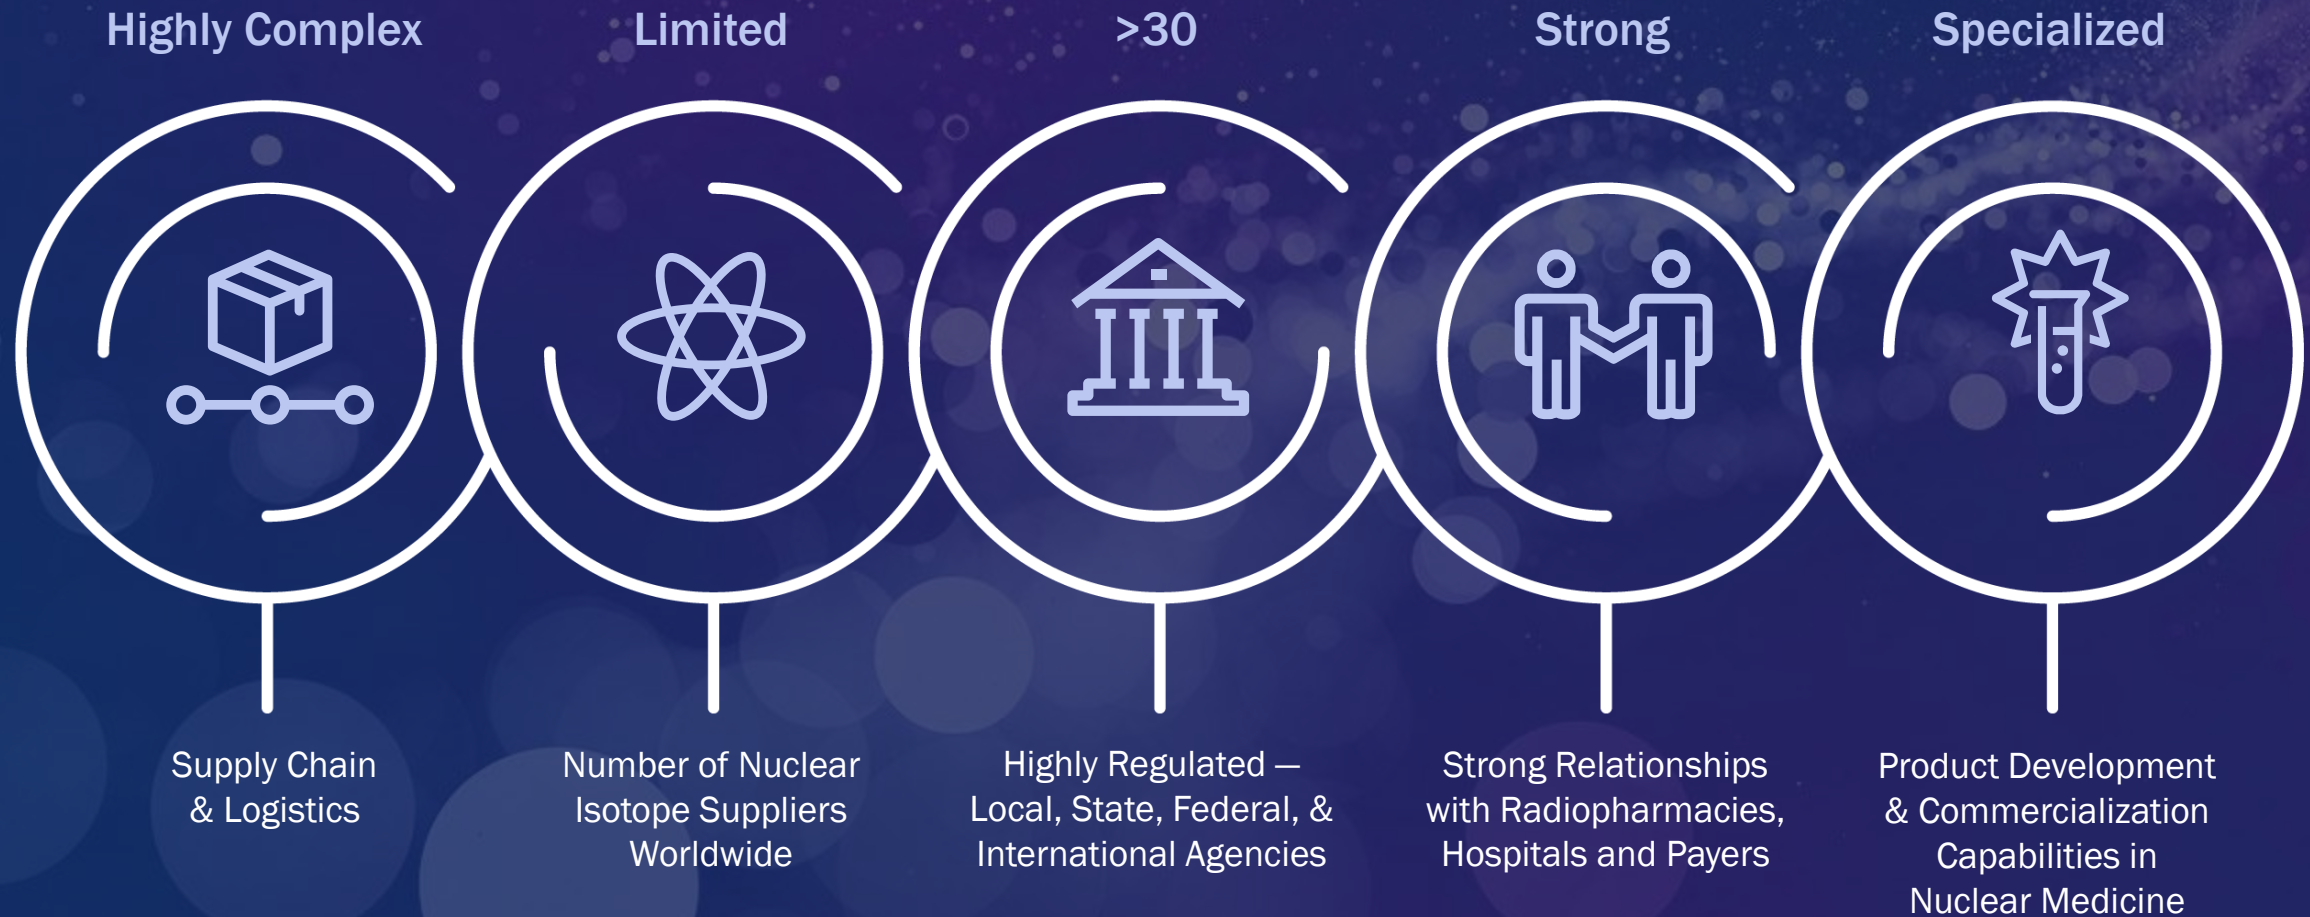 Highly Complex
Supply Chain
& Logistics
Limited
Number of Nuclear
Isotope Suppliers
Worldwide
>30
Highly Regulated —
Local, State, Federal, &
International Agencies
Strong
Strong Relationships
with Radiopharmacies,
Hospitals and Payers
Specialized
Product Development
& Commercialization
Capabilities in
Nuclear Medicine